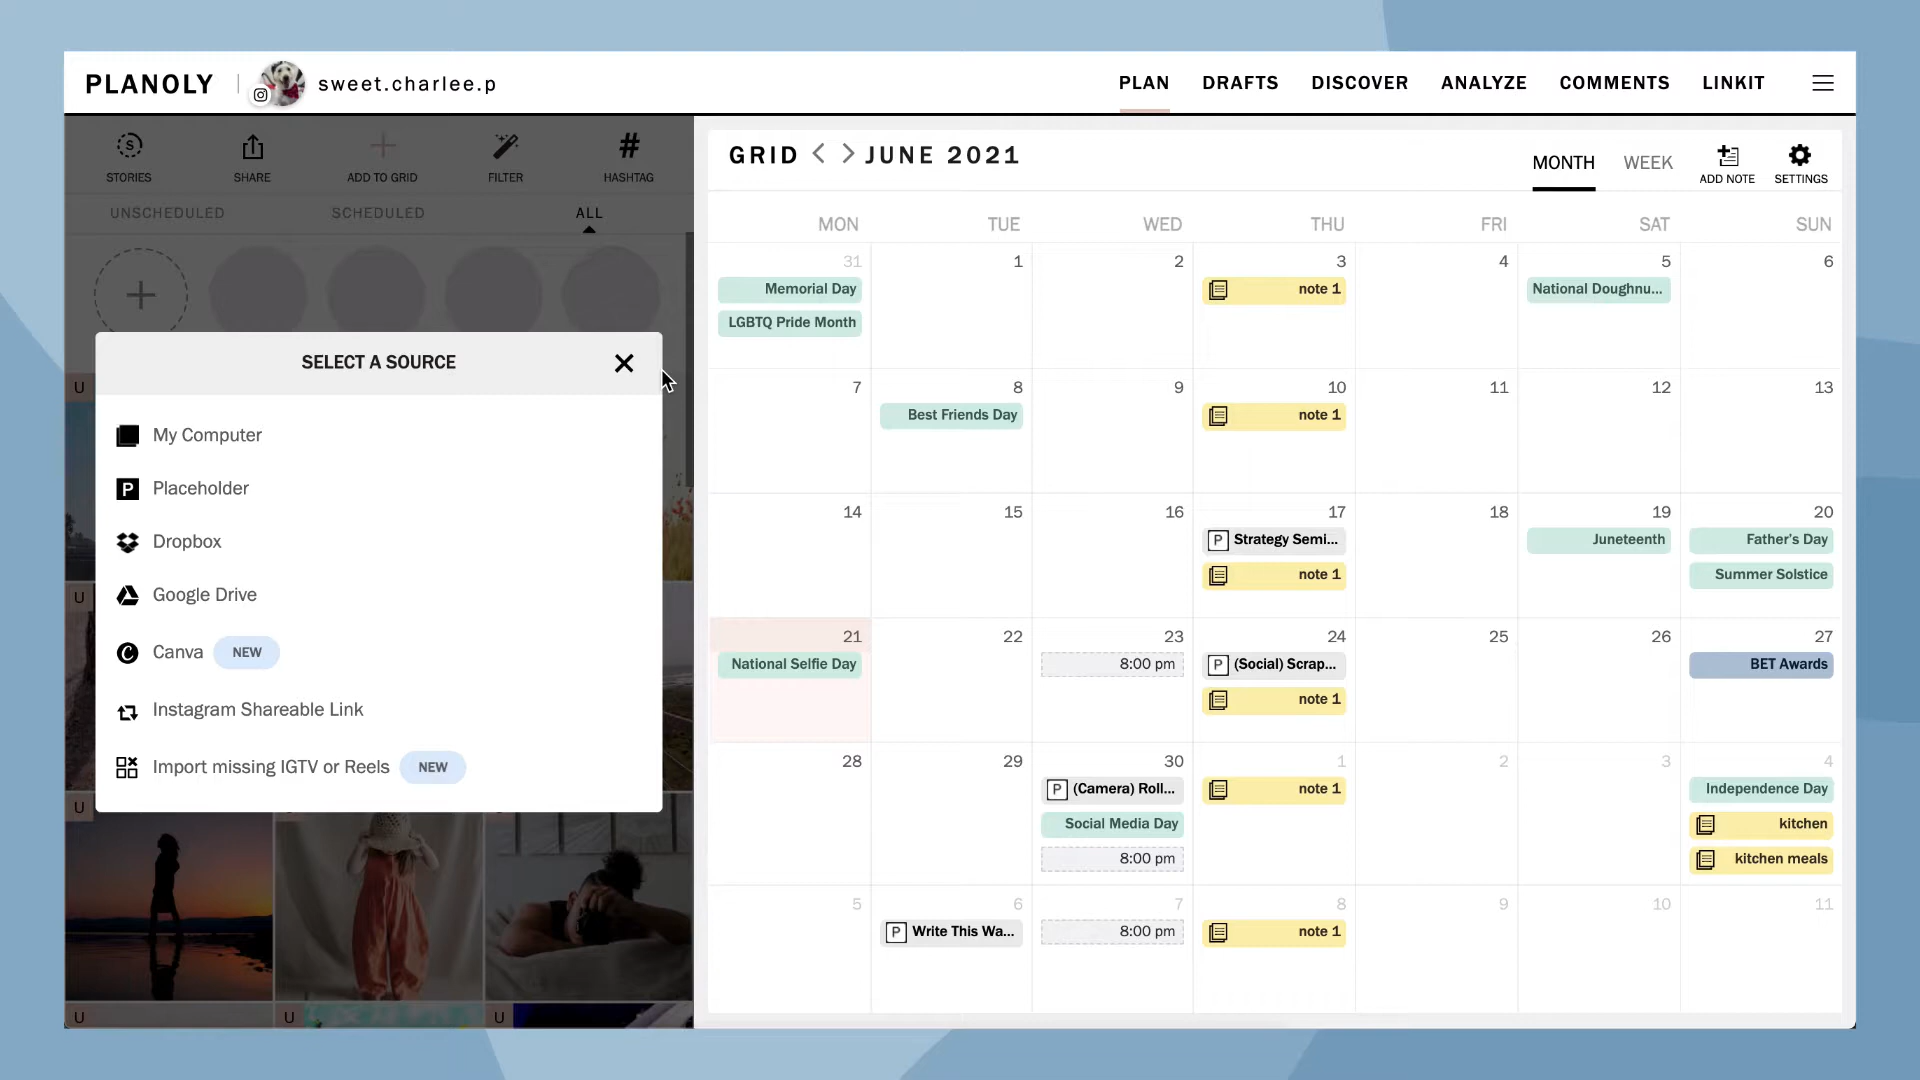 PLANOLY
sweet.charlee.p
PLAN
DRAFTS
DISCOVER
ANALYZE
COMMENTS
LINKIT
S
STORIES
SHARE
ADD TO GRID
FILTER
#
HASHTAG
UNSCHEDULED
SCHEDULED
ALL
U
U
U
U
U
U
SELECT A SOURCE
My Computer
P Placeholder
Dropbox
Google Drive
Canva NEW
Instagram Shareable Link
Import missing IGTV or Reels NEW
GRID < > JUNE 2021
MONTH
WEEK
ADD NOTE
SETTINGS
MON TUE WED THU FRI SAT SUN
31 1 2 3 4 5 6
Memorial Day
note 1
National Doughnu...
LGBTQ Pride Month
7 8 9 10 11 12 13
Best Friends Day
note 1
14 15 16 17 18 19 20
P Strategy Semi...
Juneteenth
Father's Day
note 1
Summer Solstice
21 22 23 24 25 26 27
National Selfie Day
8:00 pm
P (Social) Scrap...
BET Awards
note 1
28 29 30 1 2 3 4
P (Camera) Roll...
note 1
Independence Day
Social Media Day
kitchen
8:00 pm
kitchen meals
5 6 7 8 9 10 11
P Write This Wa...
8:00 pm
note 1